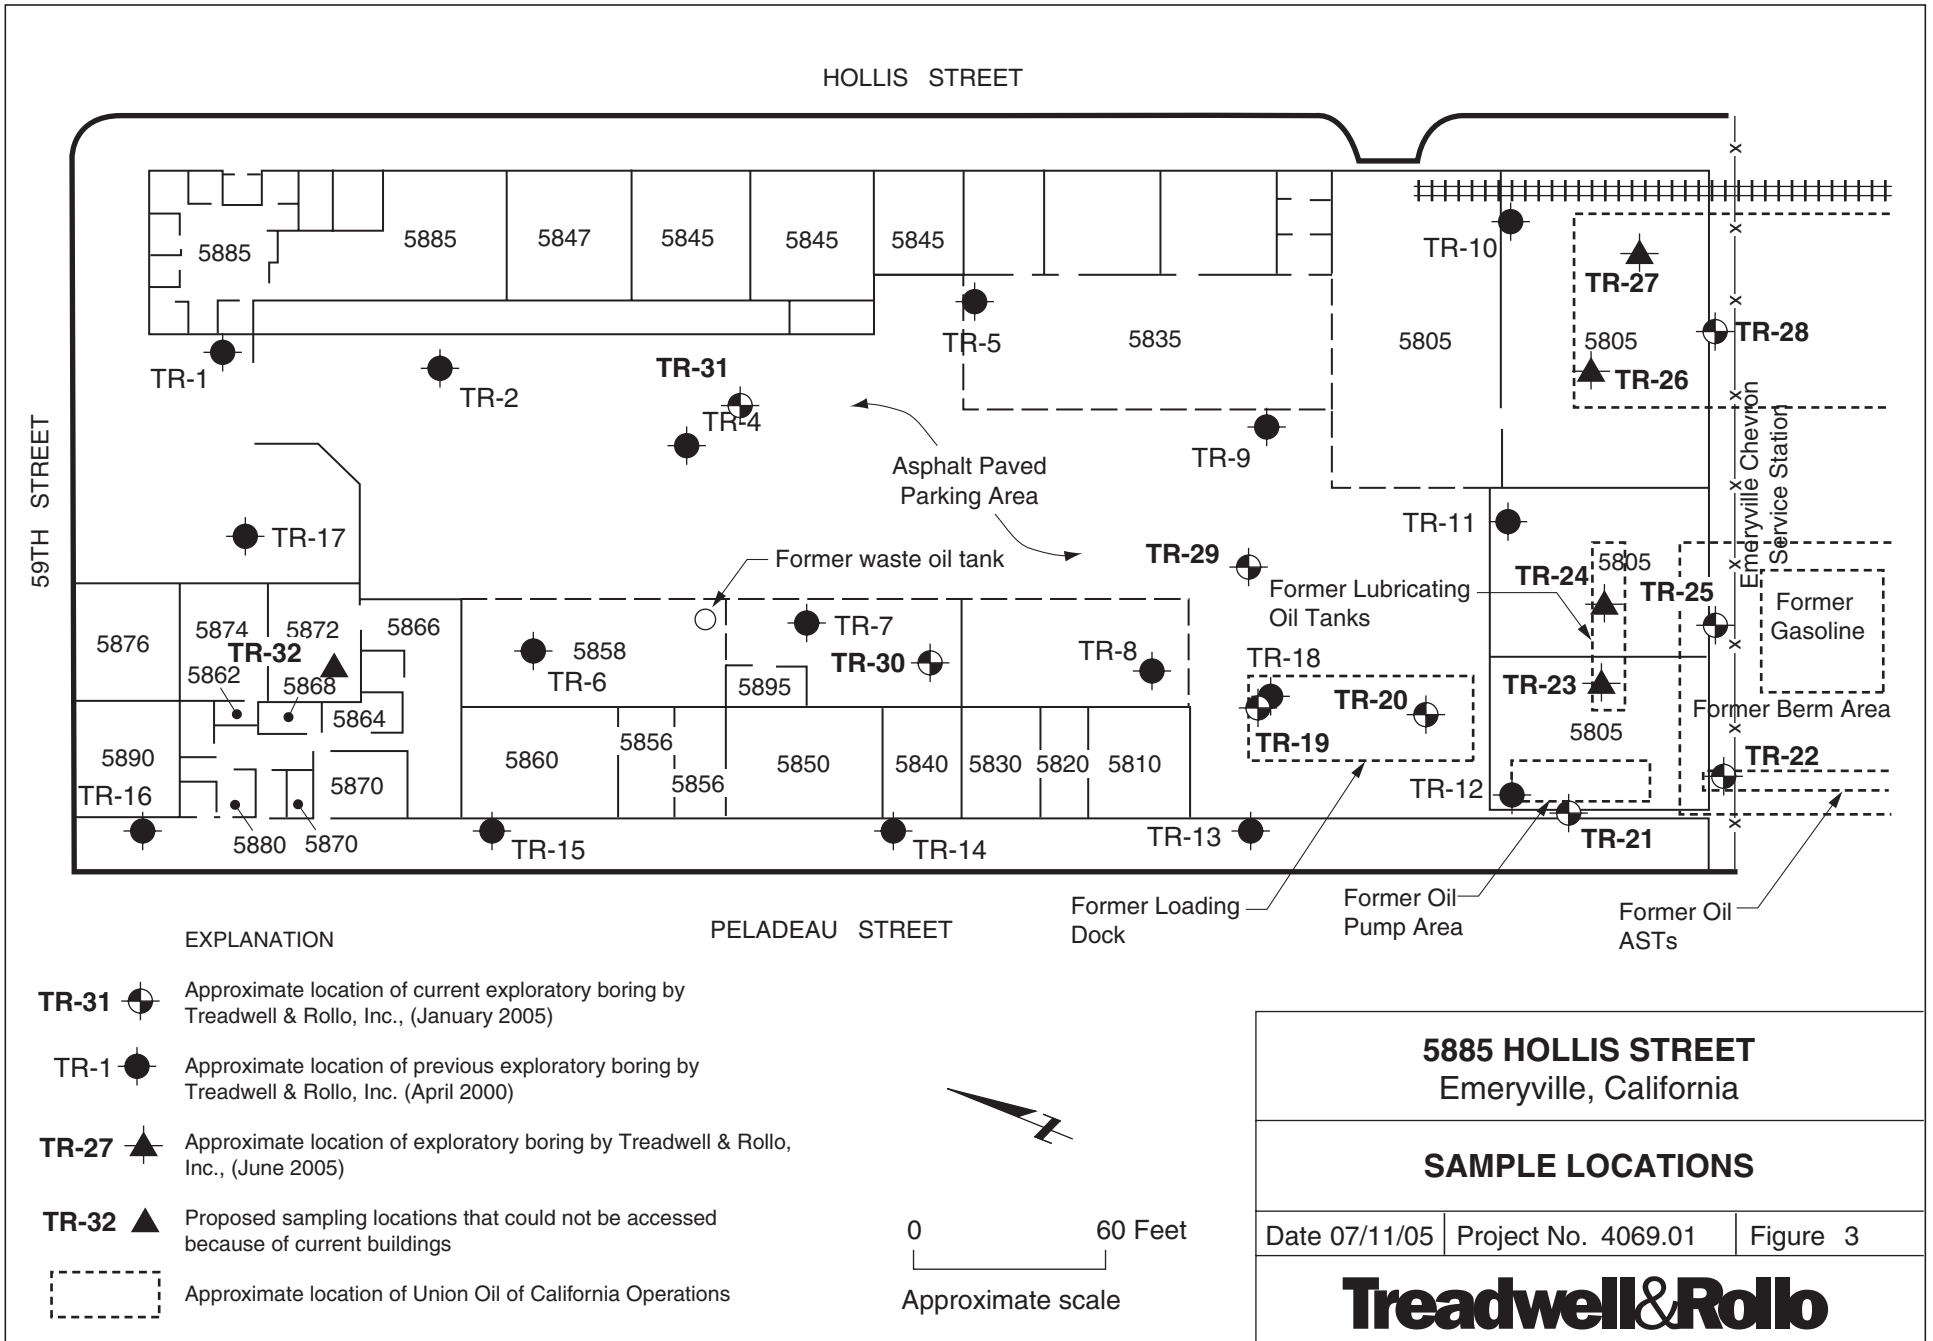 HOLLIS STREET
5885
5885
5847
5845
5845
5845
TR-10
TR-27
TR-1
TR-2
TR-31
TR-4
TR-5
5835
5805
5805
TR-28
TR-26
59TH STREET
Asphalt Paved
Parking Area
TR-9
Emeryville Chevron
Service Station
TR-17
TR-11
Former waste oil tank
TR-29
Former Lubricating
Oil Tanks
5805
TR-24
TR-25
Former
Gasoline
5876
5874
5872
5866
TR-32
5862
5868
5864
5858
TR-6
TR-7
TR-30
5895
TR-8
TR-18
TR-20
TR-19
TR-23
5805
Former Berm Area
5890
TR-16
5870
5880
5870
5860
5856
5856
5850
5840
5830
5820
5810
TR-12
TR-22
TR-15
TR-14
TR-13
TR-21
Former Loading
Dock
Former Oil
Pump Area
Former Oil
ASTs
PELADEAU STREET
EXPLANATION
TR-31
Approximate location of current exploratory boring by
Treadwell & Rollo, Inc., (January 2005)
TR-1
Approximate location of previous exploratory boring by
Treadwell & Rollo, Inc. (April 2000)
TR-27
Approximate location of exploratory boring by Treadwell & Rollo,
Inc., (June 2005)
TR-32
Proposed sampling locations that could not be accessed
because of current buildings
Approximate location of Union Oil of California Operations
0 60 Feet
Approximate scale
5885 HOLLIS STREET
Emeryville, California
SAMPLE LOCATIONS
Date 07/11/05 Project No. 4069.01 Figure 3
Treadwell&Rollo